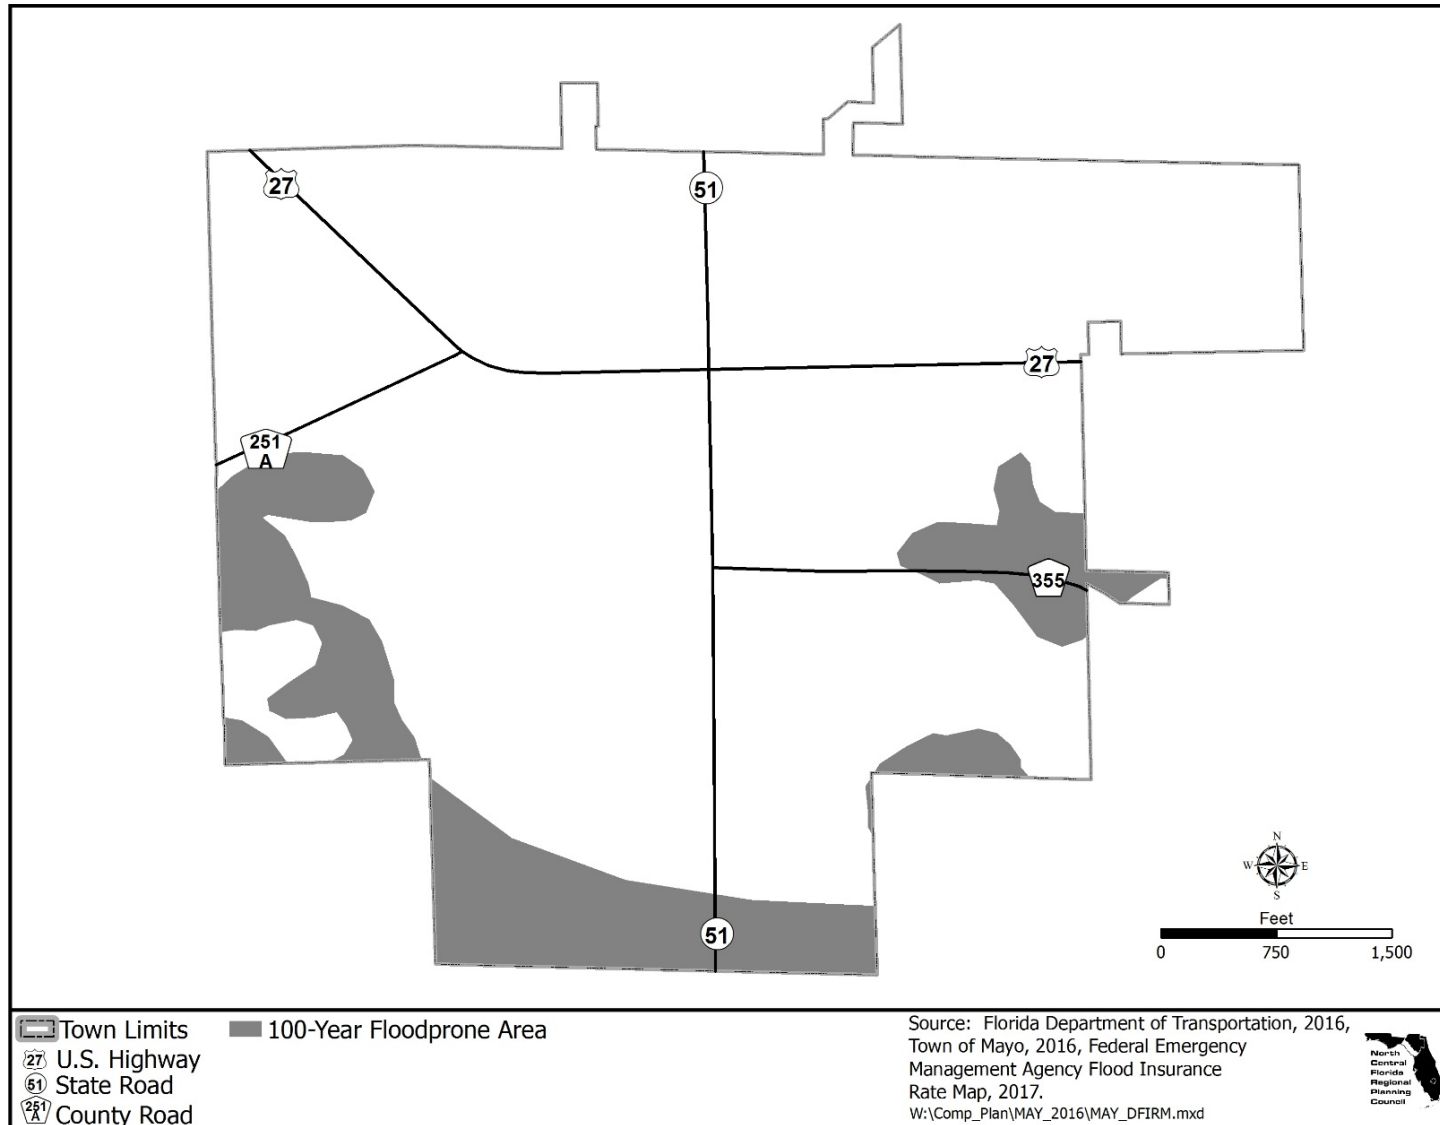 27
51
27
251
A
355
N
W E
S
Feet
0 750 1,500
51
Town Limits 100-Year Floodprone Area
27 U.S. Highway
51 State Road
251 A County Road
Source: Florida Department of Transportation, 2016,
Town of Mayo, 2016, Federal Emergency
Management Agency Flood Insurance
Rate Map, 2017.
W:\Comp_Plan\MAY_2016\MAY_DFIRM.mxd
North
Central
Florida
Regional
Planning
Council